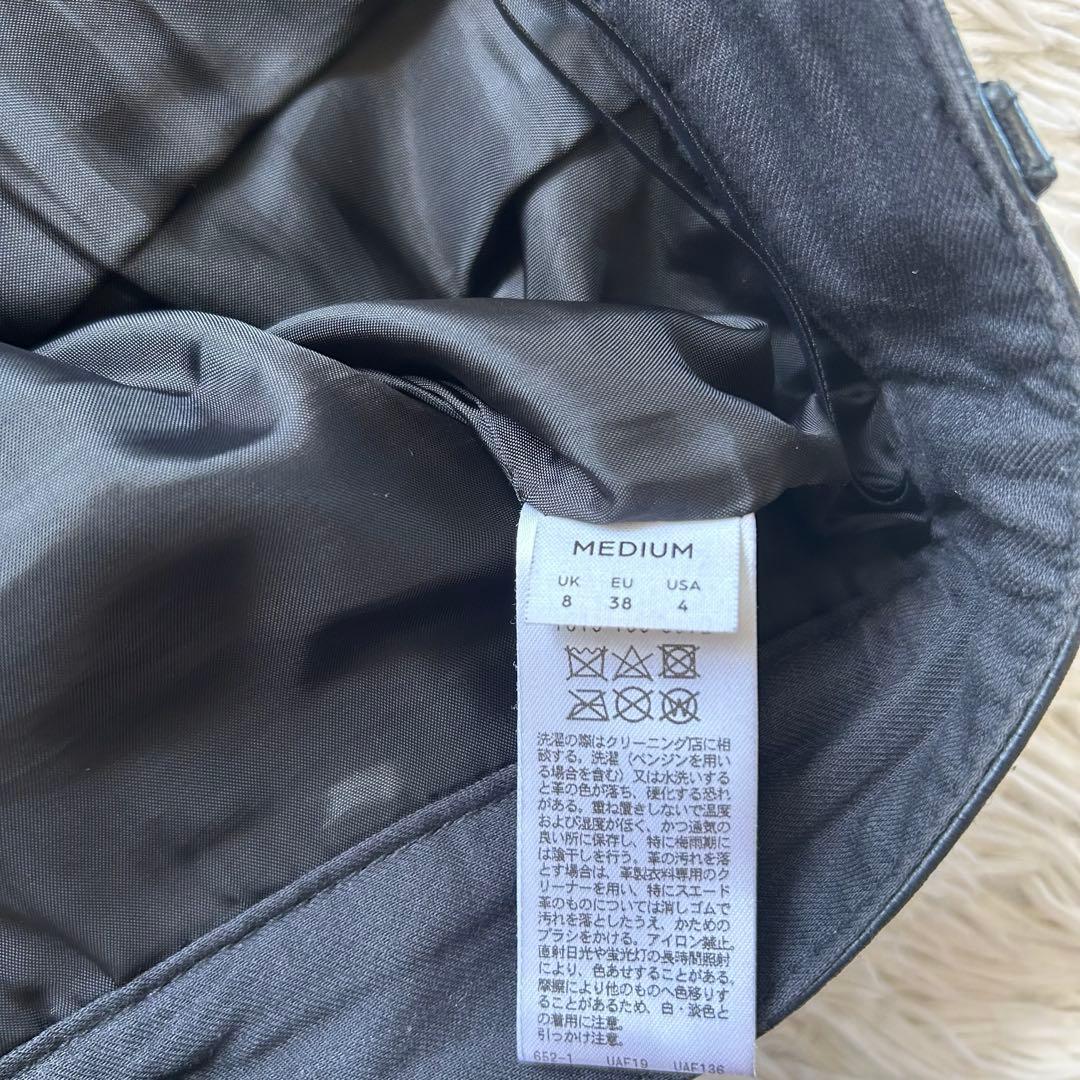 MEDIUM
UK EU USA
8 38 4
洗濯の際はクリーニング店に相
談する。洗濯（ベンジンを用い
る場合を含む）又は水洗いする
と革の色が落ち、硬化する恐れ
がある。重ね置きしないで温度
および湿度が低く、かつ通気の
良い所に保存し、特に梅雨期に
は陰干しを行う。革の汚れを落
とす場合は、革製衣料専用のク
リーナーを用い、特にスエード
革のものについては消しゴムで
汚れを落としたうえ、かための
ブラシをかける。アイロン禁止。
直射日光や蛍光灯の長時間照射
により、色あせすることがある。
摩擦により他のものへ色移りす
ることがあるため、白・淡色と
の着用に注意。
引っかけ注意。
652-1 UAF19 UAF136